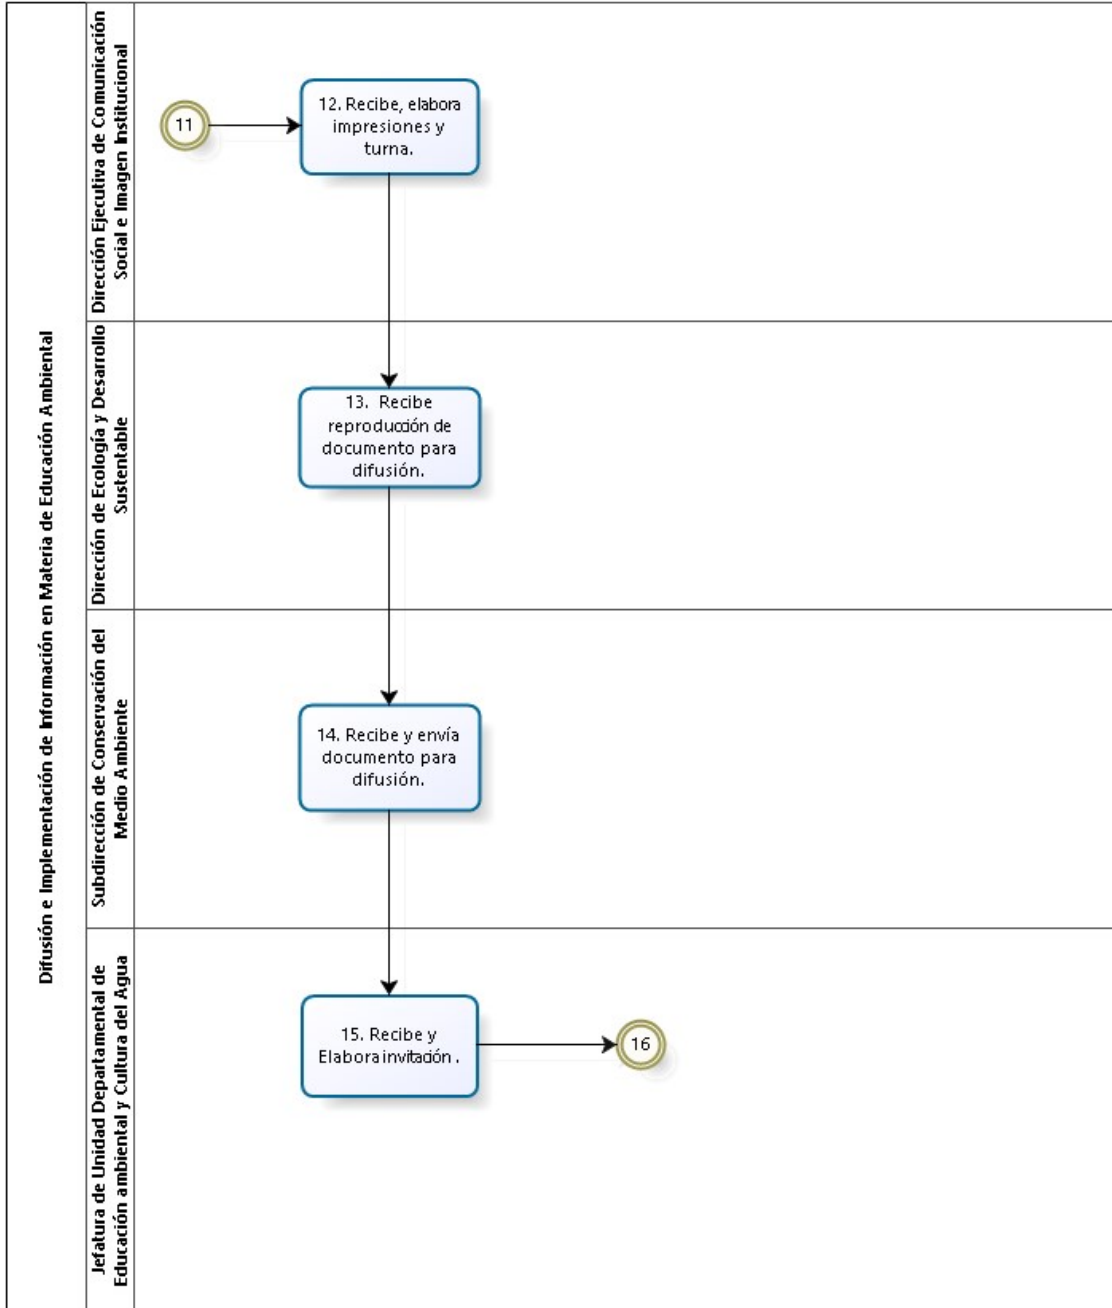 Difusión e Implementación de Información en Materia de Educación Ambiental
Dirección Ejecutiva de Comunicación
Social e Imagen Institucional
11
12. Recibe, elabora
impresiones y
turna.
Dirección de Ecología y Desarrollo
Sustentable
13. Recibe
reproducción de
documento para
difusión.
Subdirección de Conservación del
Medio Ambiente
14. Recibe y envía
documento para
difusión.
Jefatura de Unidad Departamental de
Educación ambiental y Cultura del Agua
15. Recibe y
Elabora invitación .
16